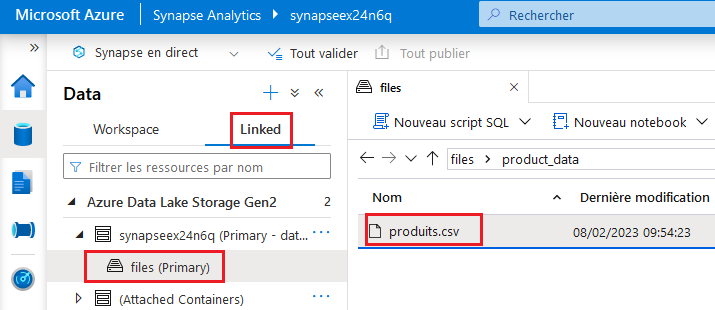 Microsoft Azure | Synapse Analytics > synapseex24n6q
Rechercher
Synapse en direct
Tout valider
Tout publier
Data
Workspace
Linked
Filtrer les ressources par nom
Azure Data Lake Storage Gen2 2
synapseex24n6q (Primary - dat...
files (Primary)
(Attached Containers)
files
Nouveau script SQL
Nouveau notebook
files > product_data
Nom
Dernière modification
produits.csv
08/02/2023 09:54:23